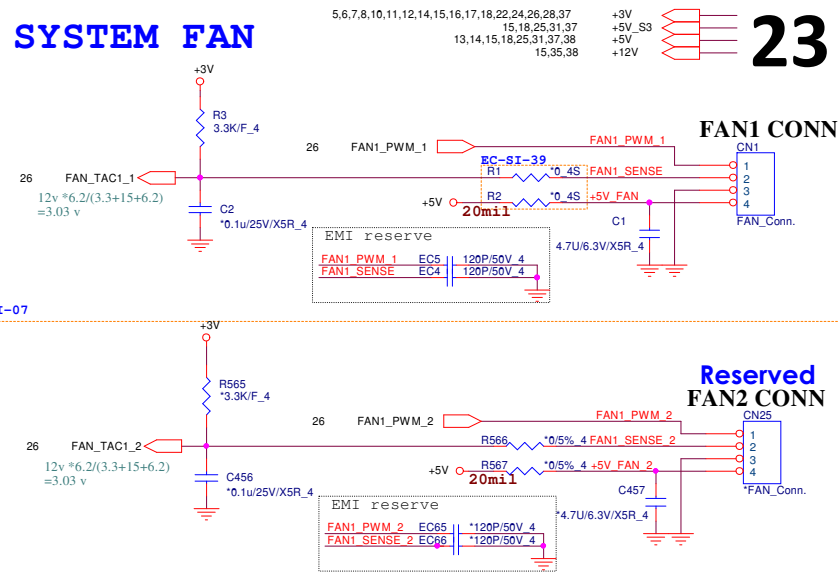 SYSTEM FAN
5,6,7,8,10,11,12,14,15,16,17,18,22,24,26,28,37 +3V
15,18,25,31,37 +5V_S3
13,14,15,18,25,31,37,38 +5V
15,35,38 +12V
23
+3V
R3
3.3K/F_4
26 FAN1_PWM_1
FAN1_PWM_1
FAN1 CONN
CN1
EC-SI-39
26 FAN_TAC1_1
R1 *0_4S FAN1_SENSE
1
2
3
4
12v *6.2/(3.3+15+6.2)
=3.03 v
+5V R2 *0_4S +5V_FAN
20mil
C2
*0.1u/25V/X5R_4
C1
4.7U/6.3V/X5R_4
FAN_Conn.
EMI reserve
FAN1_PWM_1 EC5 120P/50V_4
FAN1_SENSE EC4 120P/50V_4
I-07
+3V
R565
*3.3K/F_4
Reserved
FAN2 CONN
CN25
26 FAN1_PWM_2
FAN1_PWM_2
26 FAN_TAC1_2
R566 *0/5%_4 FAN1_SENSE_2
1
2
3
4
12v *6.2/(3.3+15+6.2)
=3.03 v
+5V R567 *0/5%_4 +5V_FAN_2
20mil
C456
*0.1u/25V/X5R_4
C457
*4.7U/6.3V/X5R_4
*FAN_Conn.
EMI reserve
FAN1_PWM_2 EC65 *120P/50V_4
FAN1_SENSE_2 EC66 *120P/50V_4